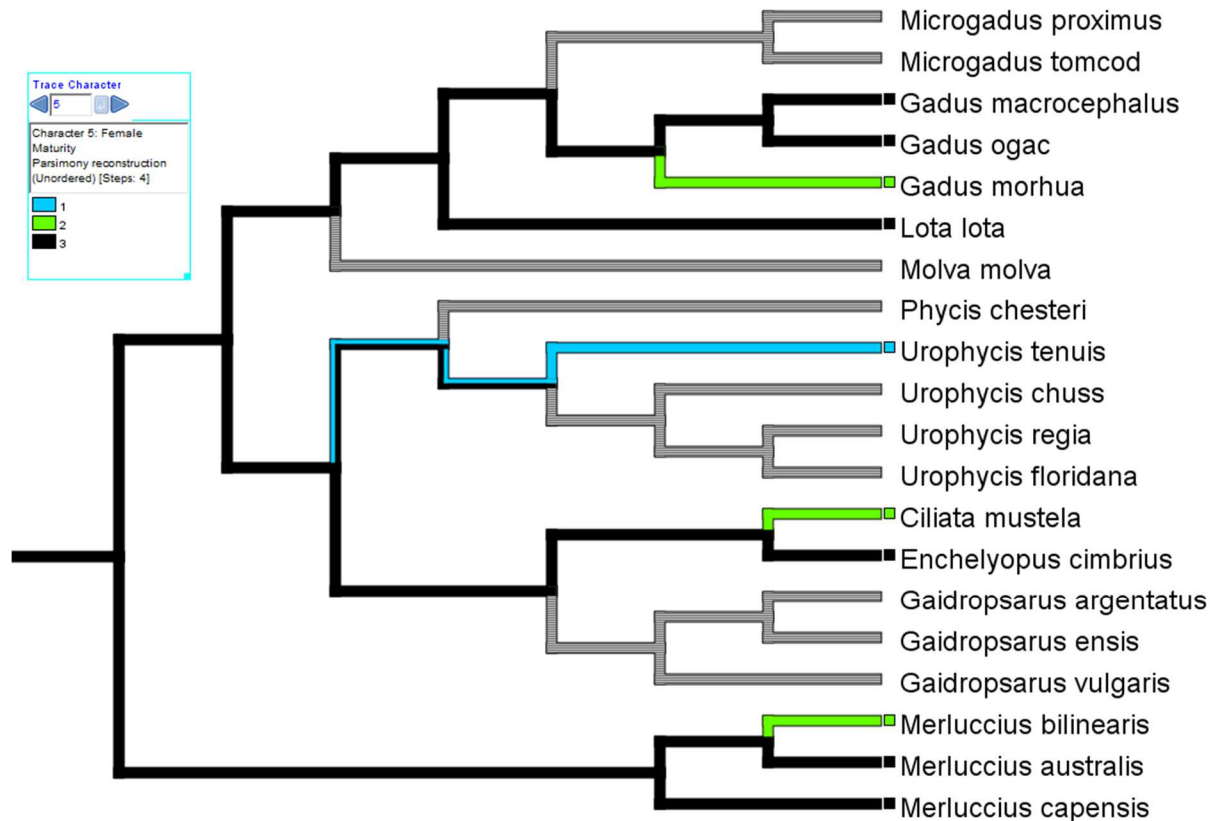 Trace Character
5
Character 5: Female
Maturity
Parsimony reconstruction
(Unordered) [Steps: 4]
1
2
3
Microgadus proximus
Microgadus tomcod
Gadus macrocephalus
Gadus ogac
Gadus morhua
Lota lota
Molva molva
Phycis chesteri
Urophycis tenuis
Urophycis chuss
Urophycis regia
Urophycis floridana
Ciliata mustela
Enchelyopus cimbrius
Gaidropsarus argentatus
Gaidropsarus ensis
Gaidropsarus vulgaris
Merluccius bilinearis
Merluccius australis
Merluccius capensis